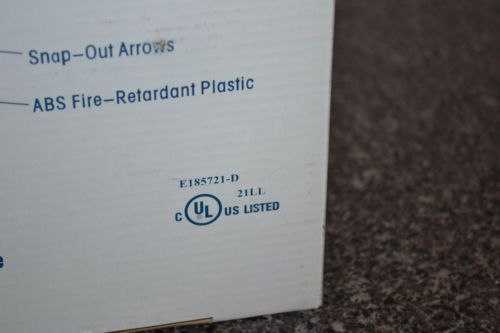 Snap-Out Arrows
ABS Fire-Retardant Plastic
E185721-D
21LL
C UL US LISTED
e